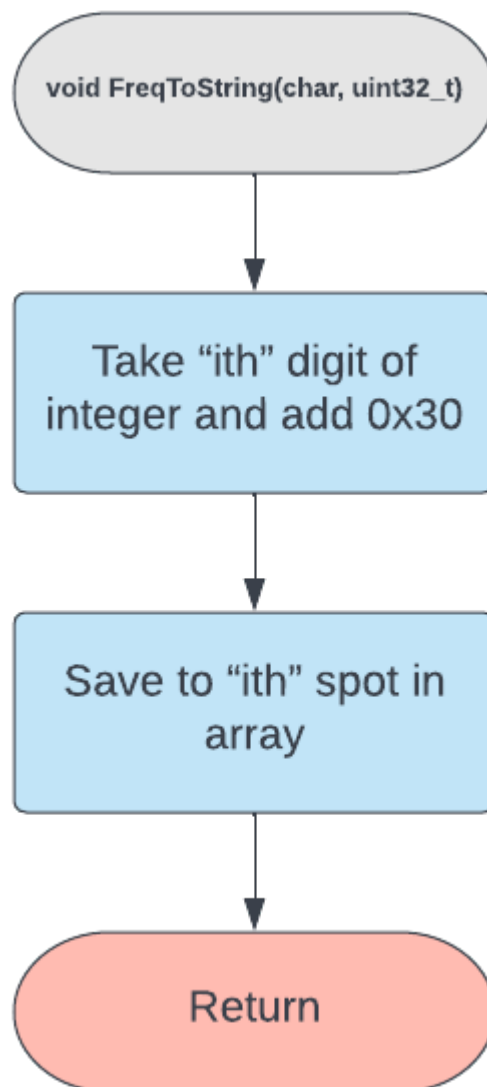 void FreqToString(char, uint32_t)
Take “ith” digit of
integer and add 0x30
Save to “ith” spot in
array
Return